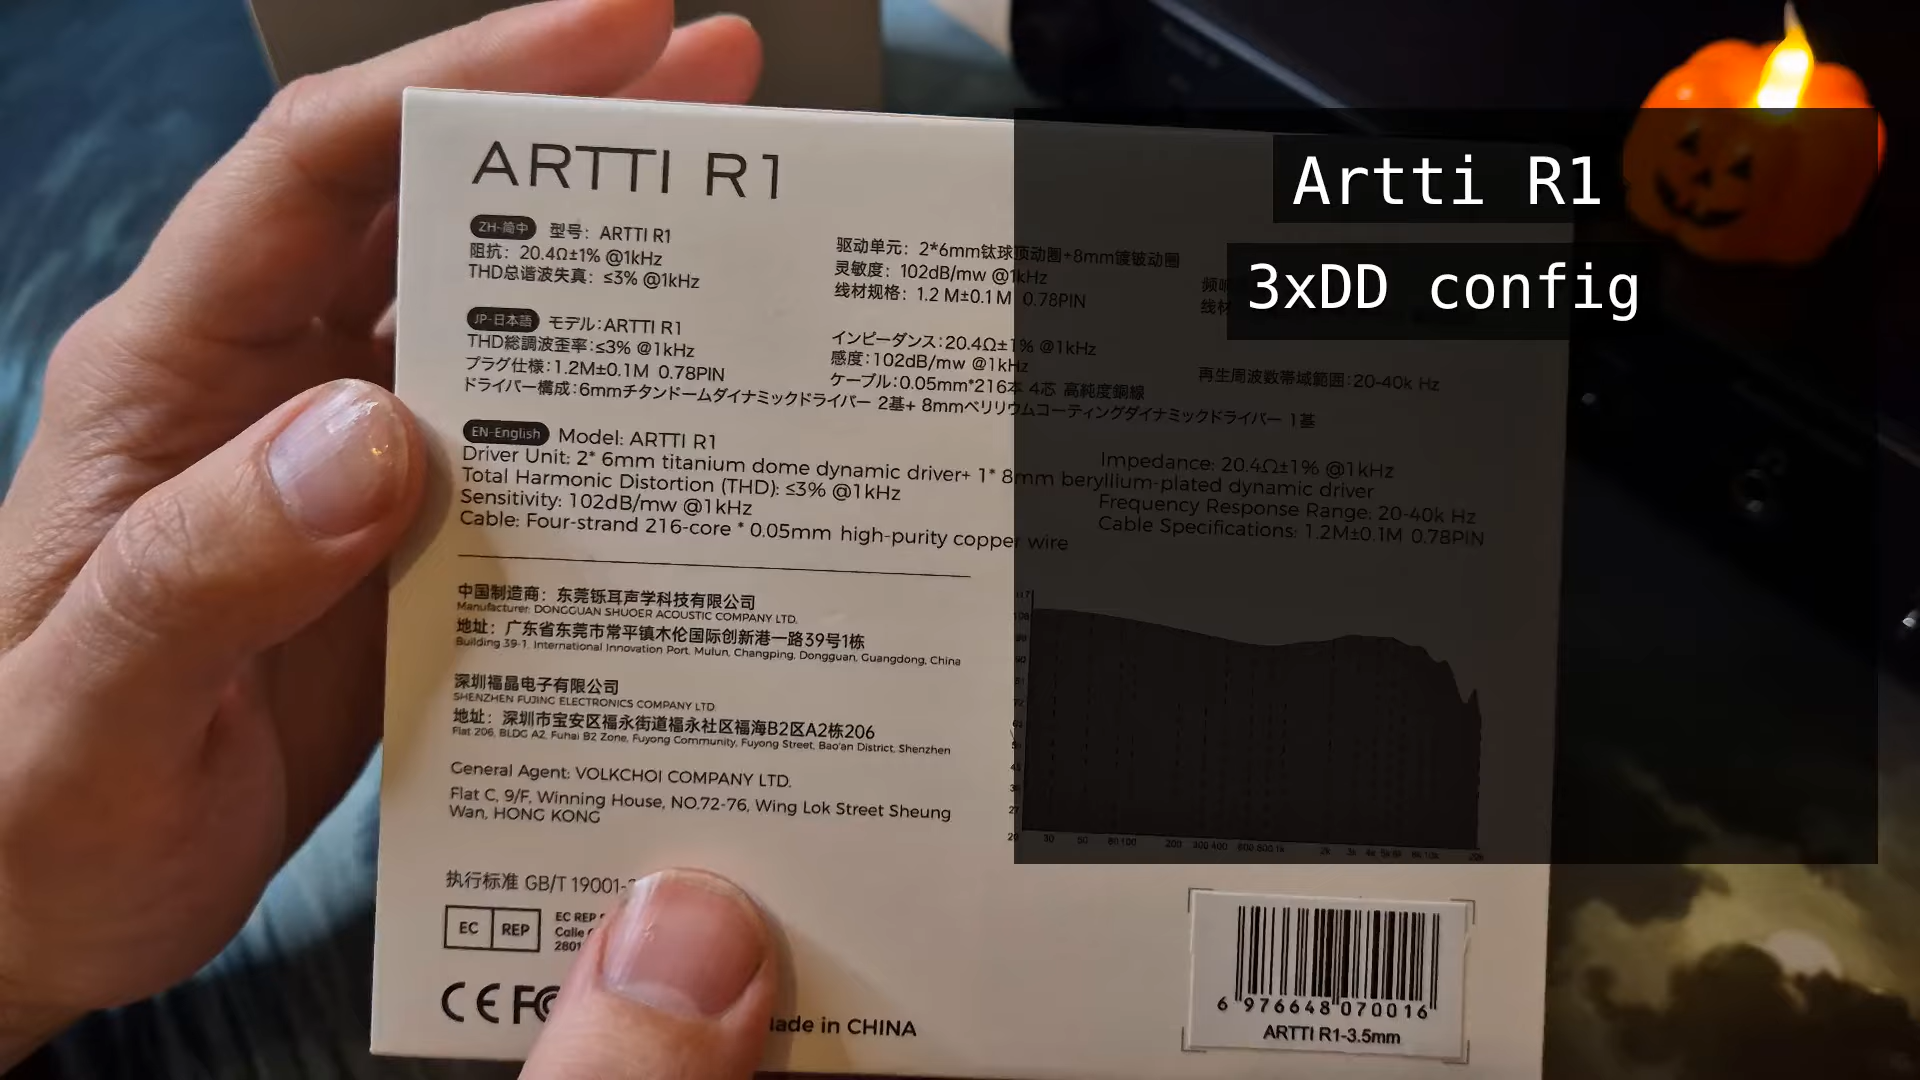 ARTTI R1
Artti R1
3xDD config
ZH-简中 型号：ARTTI R1
阻抗：20.4Ω±1% @1kHz
THD总谐波失真：≤3% @1kHz
驱动单元：2*6mm钛球顶动圈+8mm镀铍动圈
灵敏度：102dB/mw @1kHz
线材规格：1.2 M±0.1 M 0.78PIN
频响
线材
JP-日本語 モデル:ARTTI R1
THD総調波歪率:≤3% @1kHz
プラグ仕様:1.2M±0.1M 0.78PIN
インピーダンス:20.4Ω±1% @1kHz
感度:102dB/mw @1kHz
ケーブル:0.05mm*216本 4芯 高純度銅線
再生周波数帯域範囲:20-40k Hz
ドライバー構成:6mmチタンドームダイナミックドライバー 2基+ 8mmベリリウムコーティングダイナミックドライバー 1基
EN-English Model: ARTTI R1
Impedance: 20.4Ω±1% @1kHz
Driver Unit: 2* 6mm titanium dome dynamic driver+ 1* 8mm beryllium-plated dynamic driver
Total Harmonic Distortion (THD): ≤3% @1kHz
Frequency Response Range: 20-40k Hz
Sensitivity: 102dB/mw @1kHz
Cable Specifications: 1.2M±0.1M 0.78PIN
Cable: Four-strand 216-core * 0.05mm high-purity copper wire
中国制造商：东莞铄耳声学科技有限公司
Manufacturer: DONGGUAN SHUOER ACOUSTIC COMPANY LTD.
地址：广东省东莞市常平镇木伦国际创新港一路39号1栋
Building 39-1, International Innovation Port, Mulun, Changping, Dongguan, Guangdong, China
深圳福晶电子有限公司
SHENZHEN FUJING ELECTRONICS COMPANY LTD
地址：深圳市宝安区福永街道福永社区福海B2区A2栋206
Flat 206, BLDG A2, Fuhai B2 Zone, Fuyong Community, Fuyong Street, Bao'an District, Shenzhen
General Agent: VOLKCHOI COMPANY LTD.
Flat C, 9/F, Winning House, NO.72-76, Wing Lok Street Sheung
Wan, HONG KONG
执行标准 GB/T 19001-
EC REP
EC REP
Calle
2801
CE FC
Made in CHINA
6 976648 070016
ARTTI R1-3.5mm